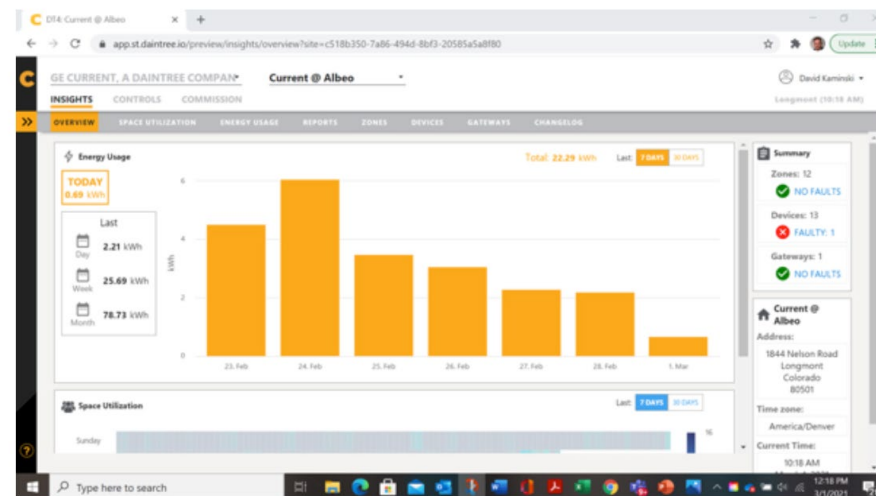 DT4: Current @ Albeo
app.st.daintree.io/preview/insights/overview?site=c518b350-7a86-494d-8bf3-20585a5a8f80
Update
GE CURRENT, A DAINTREE COMPAN
Current @ Albeo
David Kaminski
INSIGHTS CONTROLS COMMISSION
Longmont (10:18 AM)
OVERVIEW SPACE UTILIZATION ENERGY USAGE REPORTS ZONES DEVICES GATEWAYS CHANGELOG
Energy Usage
Total: 22.29 kWh
Last: 7 DAYS 30 DAYS
TODAY
0.69 kWh
Last
Day 2.21 kWh
Week 25.69 kWh
Month 78.73 kWh
kWh
6
4
2
0
23. Feb 24. Feb 25. Feb 26. Feb 27. Feb 28. Feb 1. Mar
Space Utilization
Last: 7 DAYS 30 DAYS
Sunday
16
Summary
Zones: 12
NO FAULTS
Devices: 13
FAULTY: 1
Gateways: 1
NO FAULTS
Current @
Albeo
Address:
1844 Nelson Road
Longmont
Colorado
80501
Time zone:
America/Denver
Current Time:
10:18 AM
Type here to search
12:18 PM
3/1/2021